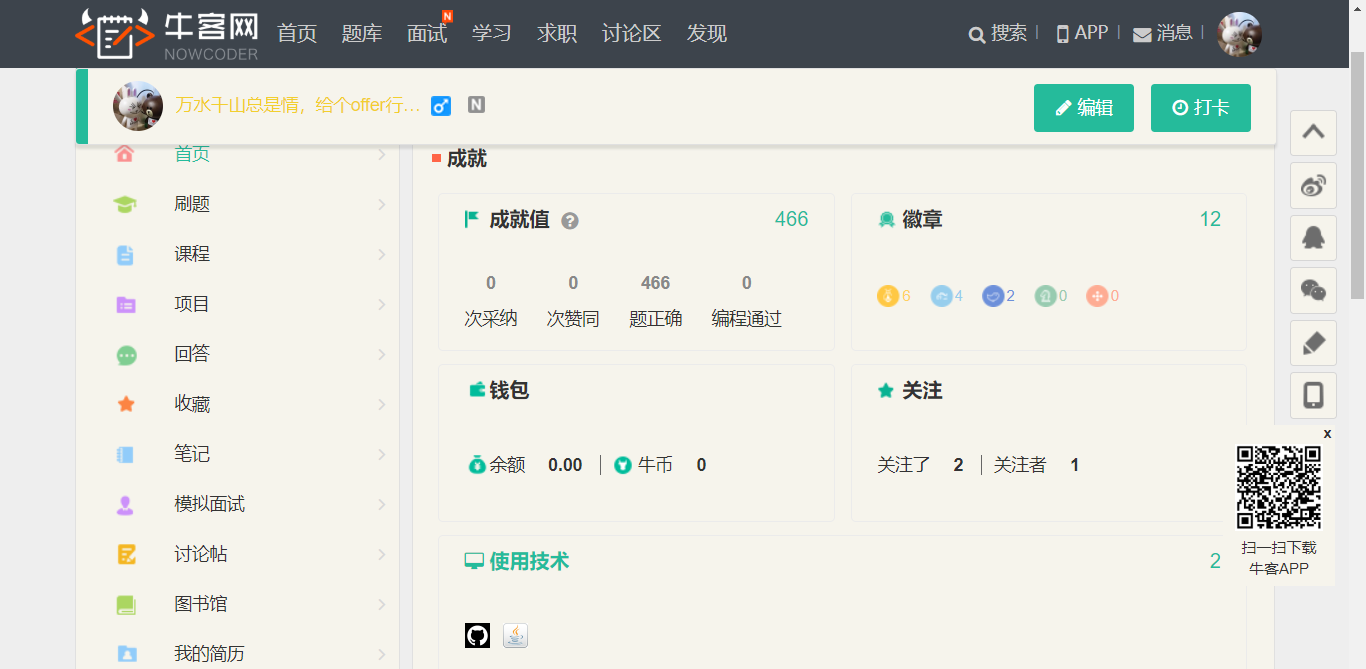 牛客网
NOWCODER
首页 题库 面试 N 学习 求职 讨论区 发现
搜索 APP 消息
万水千山总是情，给个offer行... N
编辑 打卡
首页
刷题
课程
项目
回答
收藏
笔记
模拟面试
讨论帖
图书馆
我的简历
成就
成就值 ? 466
0 0 466 0
次采纳 次赞同 题正确 编程通过
徽章 12
6 4 2 0 0
钱包
余额 0.00 牛币 0
关注
关注了 2 关注者 1
使用技术 2
x
扫一扫下载
牛客APP